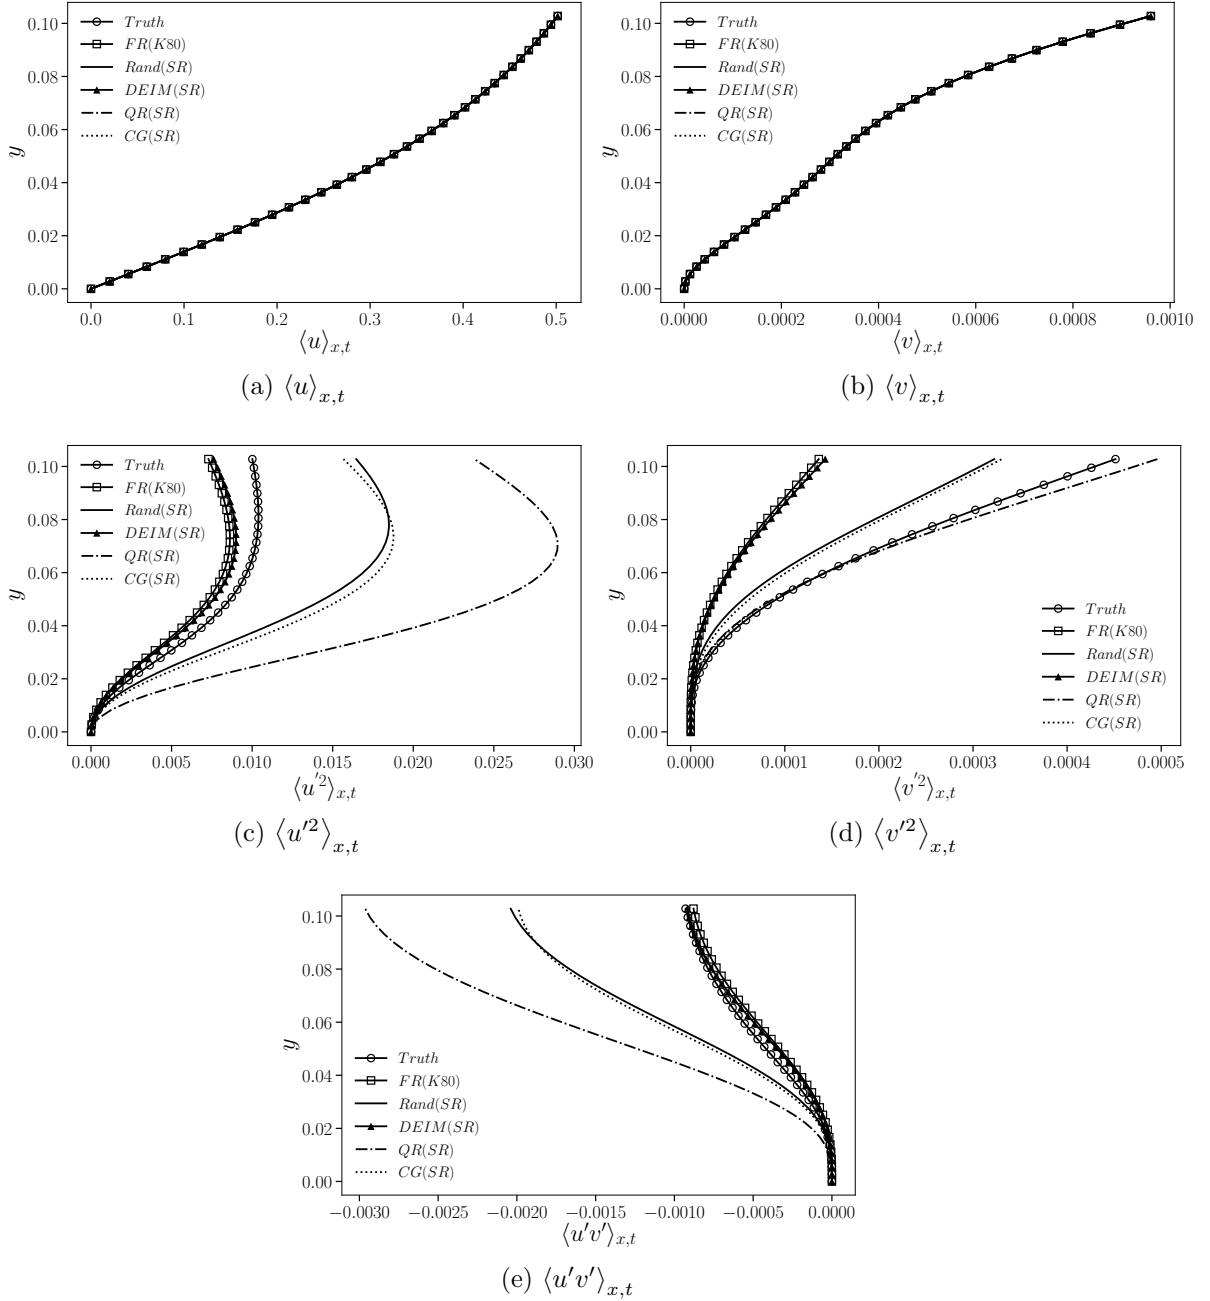 0.10
0.08
0.06
0.04
0.02
0.00
y
Truth
FR(K80)
Rand(SR)
DEIM(SR)
QR(SR)
CG(SR)
0.0 0.1 0.2 0.3 0.4 0.5
⟨u⟩x,t
(a) ⟨u⟩x,t
0.10
0.08
0.06
0.04
0.02
0.00
y
Truth
FR(K80)
Rand(SR)
DEIM(SR)
QR(SR)
CG(SR)
0.0000 0.0002 0.0004 0.0006 0.0008 0.0010
⟨v⟩x,t
(b) ⟨v⟩x,t
0.10
0.08
0.06
0.04
0.02
0.00
y
Truth
FR(K80)
Rand(SR)
DEIM(SR)
QR(SR)
CG(SR)
0.000 0.005 0.010 0.015 0.020 0.025 0.030
⟨u′2⟩x,t
(c) ⟨u′2⟩x,t
0.10
0.08
0.06
0.04
0.02
0.00
y
Truth
FR(K80)
Rand(SR)
DEIM(SR)
QR(SR)
CG(SR)
0.0000 0.0001 0.0002 0.0003 0.0004 0.0005
⟨v′2⟩x,t
(d) ⟨v′2⟩x,t
0.10
0.08
0.06
0.04
0.02
0.00
y
Truth
FR(K80)
Rand(SR)
DEIM(SR)
QR(SR)
CG(SR)
−0.0030 −0.0025 −0.0020 −0.0015 −0.0010 −0.0005 0.0000
⟨u′v′⟩x,t
(e) ⟨u′v′⟩x,t